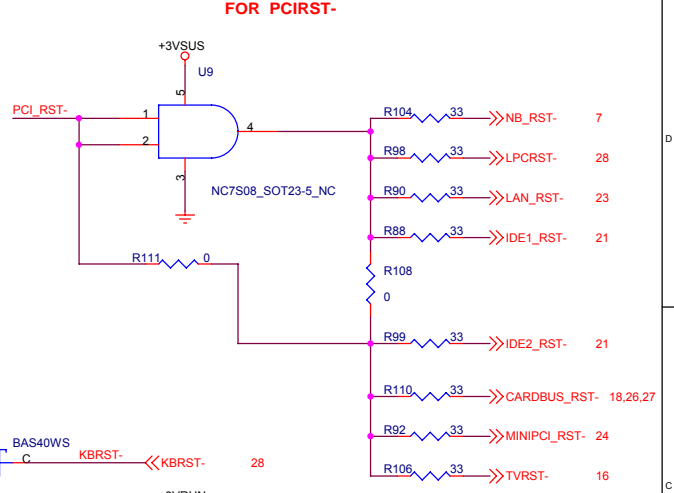 FOR PCIRST-
+3VSUS
U9
5
PCI_RST-
1
2
4
3
NC7S08_SOT23-5_NC
R104 33 NB_RST- 7
R98 33 LPCRST- 28
R90 33 LAN_RST- 23
R88 33 IDE1_RST- 21
R111 0
R108
0
R99 33 IDE2_RST- 21
R110 33 CARDBUS_RST- 18,26,27
R92 33 MINIPCI_RST- 24
R106 33 TVRST- 16
BAS40WS
C KBRST- KBRST- 28
D
C